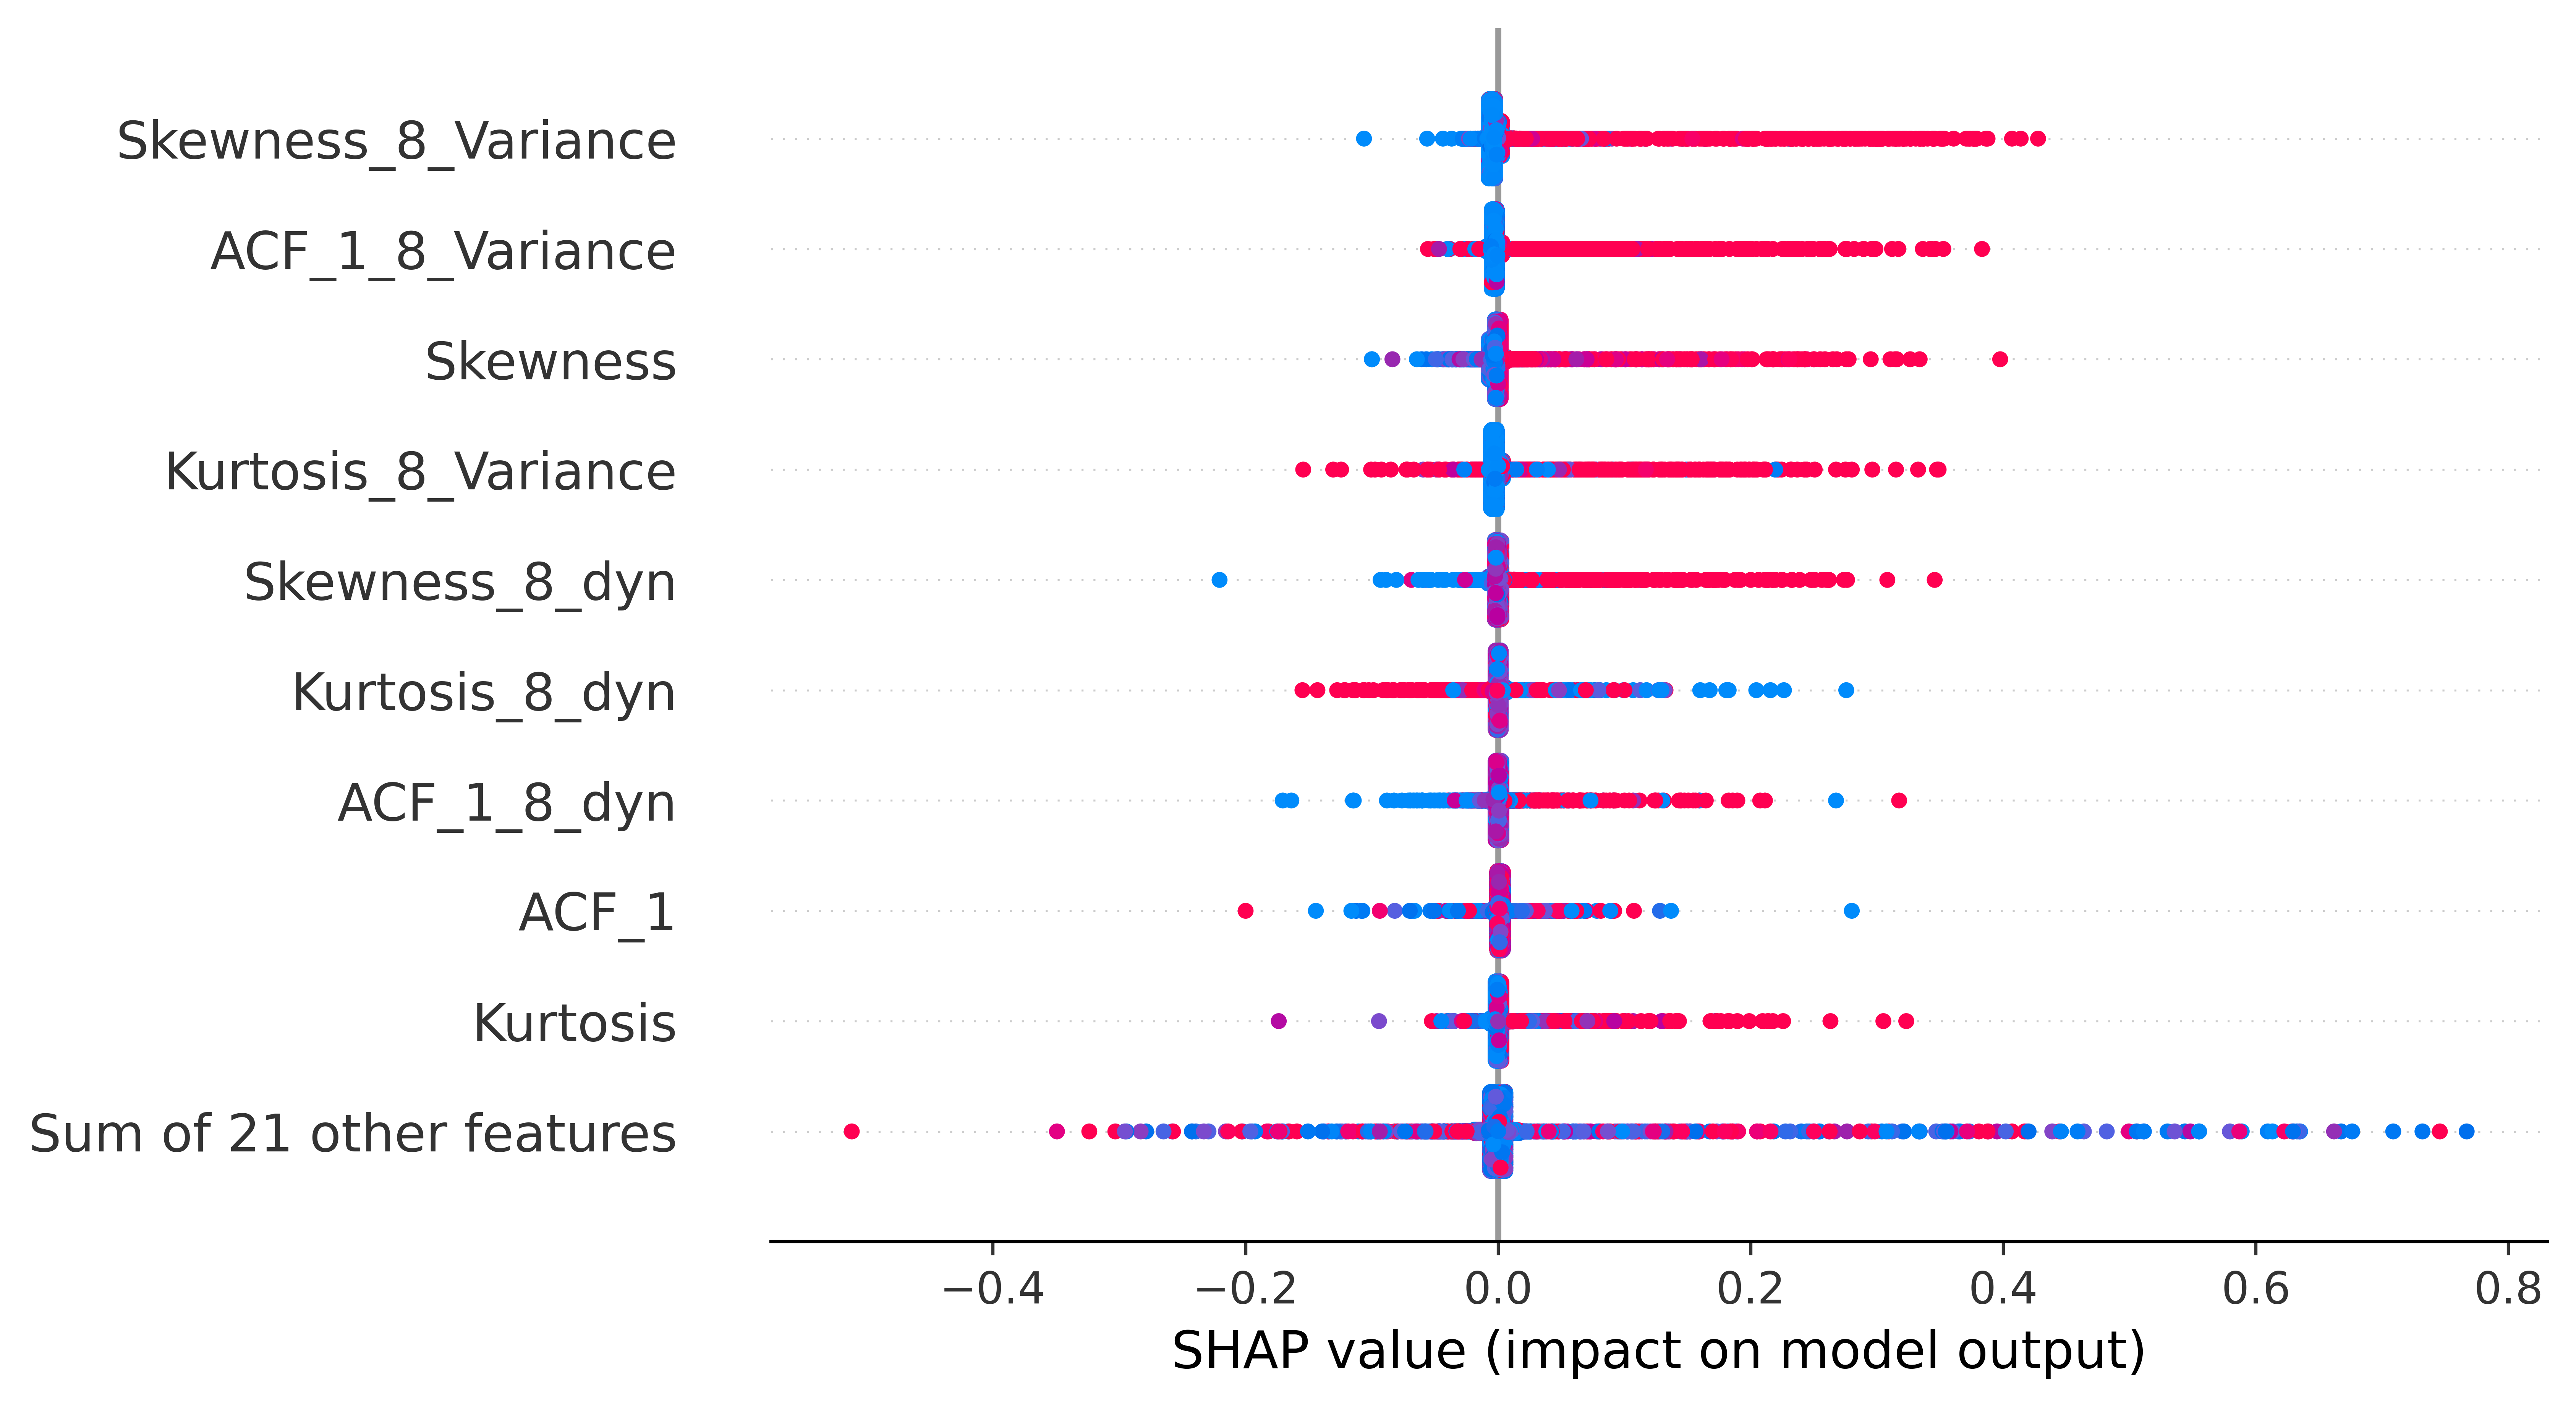 Skewness_8_Variance
ACF_1_8_Variance
Skewness
Kurtosis_8_Variance
Skewness_8_dyn
Kurtosis_8_dyn
ACF_1_8_dyn
ACF_1
Kurtosis
Sum of 21 other features
−0.4 −0.2 0.0 0.2 0.4 0.6 0.8
SHAP value (impact on model output)